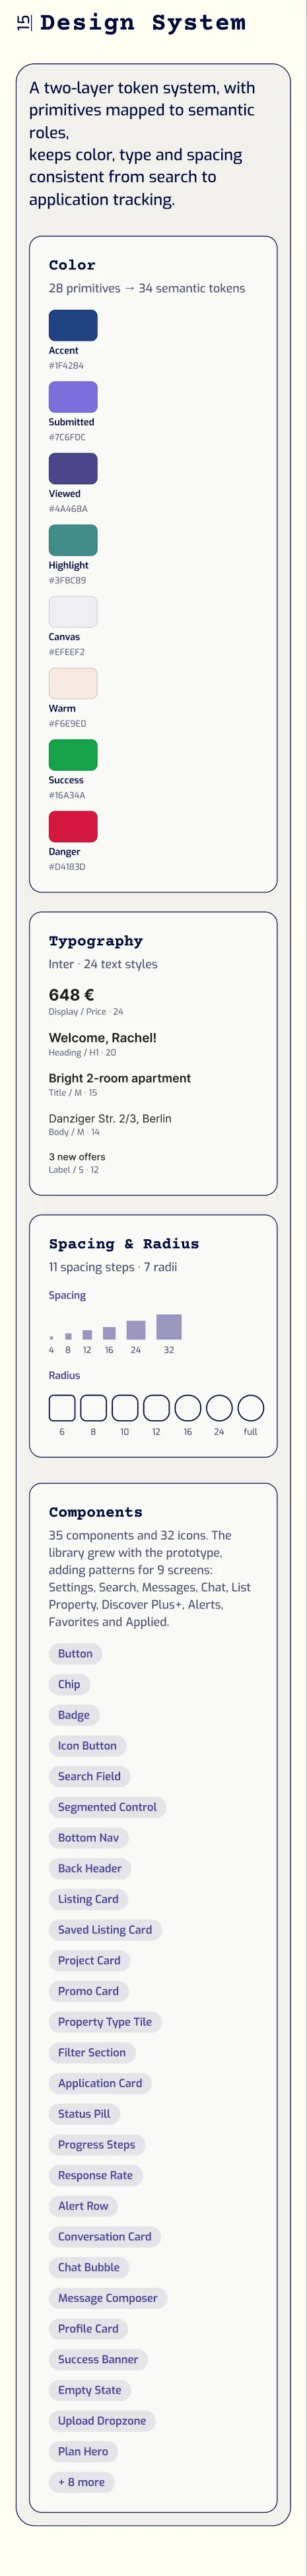 15 Design System
A two-layer token system, with
primitives mapped to semantic
roles,
keeps color, type and spacing
consistent from search to
application tracking.
Color
28 primitives → 34 semantic tokens
Accent
#1F4284
Submitted
#7C6FDC
Viewed
#4A468A
Highlight
#3F8C89
Canvas
#EFEEF2
Warm
#F6E9E0
Success
#16A34A
Danger
#D4183D
Typography
Inter · 24 text styles
648 €
Display / Price · 24
Welcome, Rachel!
Heading / H1 · 20
Bright 2-room apartment
Title / M · 15
Danziger Str. 2/3, Berlin
Body / M · 14
3 new offers
Label / S · 12
Spacing & Radius
11 spacing steps · 7 radii
Spacing
4 8 12 16 24 32
Radius
6 8 10 12 16 24 full
Components
35 components and 32 icons. The
library grew with the prototype,
adding patterns for 9 screens:
Settings, Search, Messages, Chat, List
Property, Discover Plus+, Alerts,
Favorites and Applied.
Button
Chip
Badge
Icon Button
Search Field
Segmented Control
Bottom Nav
Back Header
Listing Card
Saved Listing Card
Project Card
Promo Card
Property Type Tile
Filter Section
Application Card
Status Pill
Progress Steps
Response Rate
Alert Row
Conversation Card
Chat Bubble
Message Composer
Profile Card
Success Banner
Empty State
Upload Dropzone
Plan Hero
+ 8 more